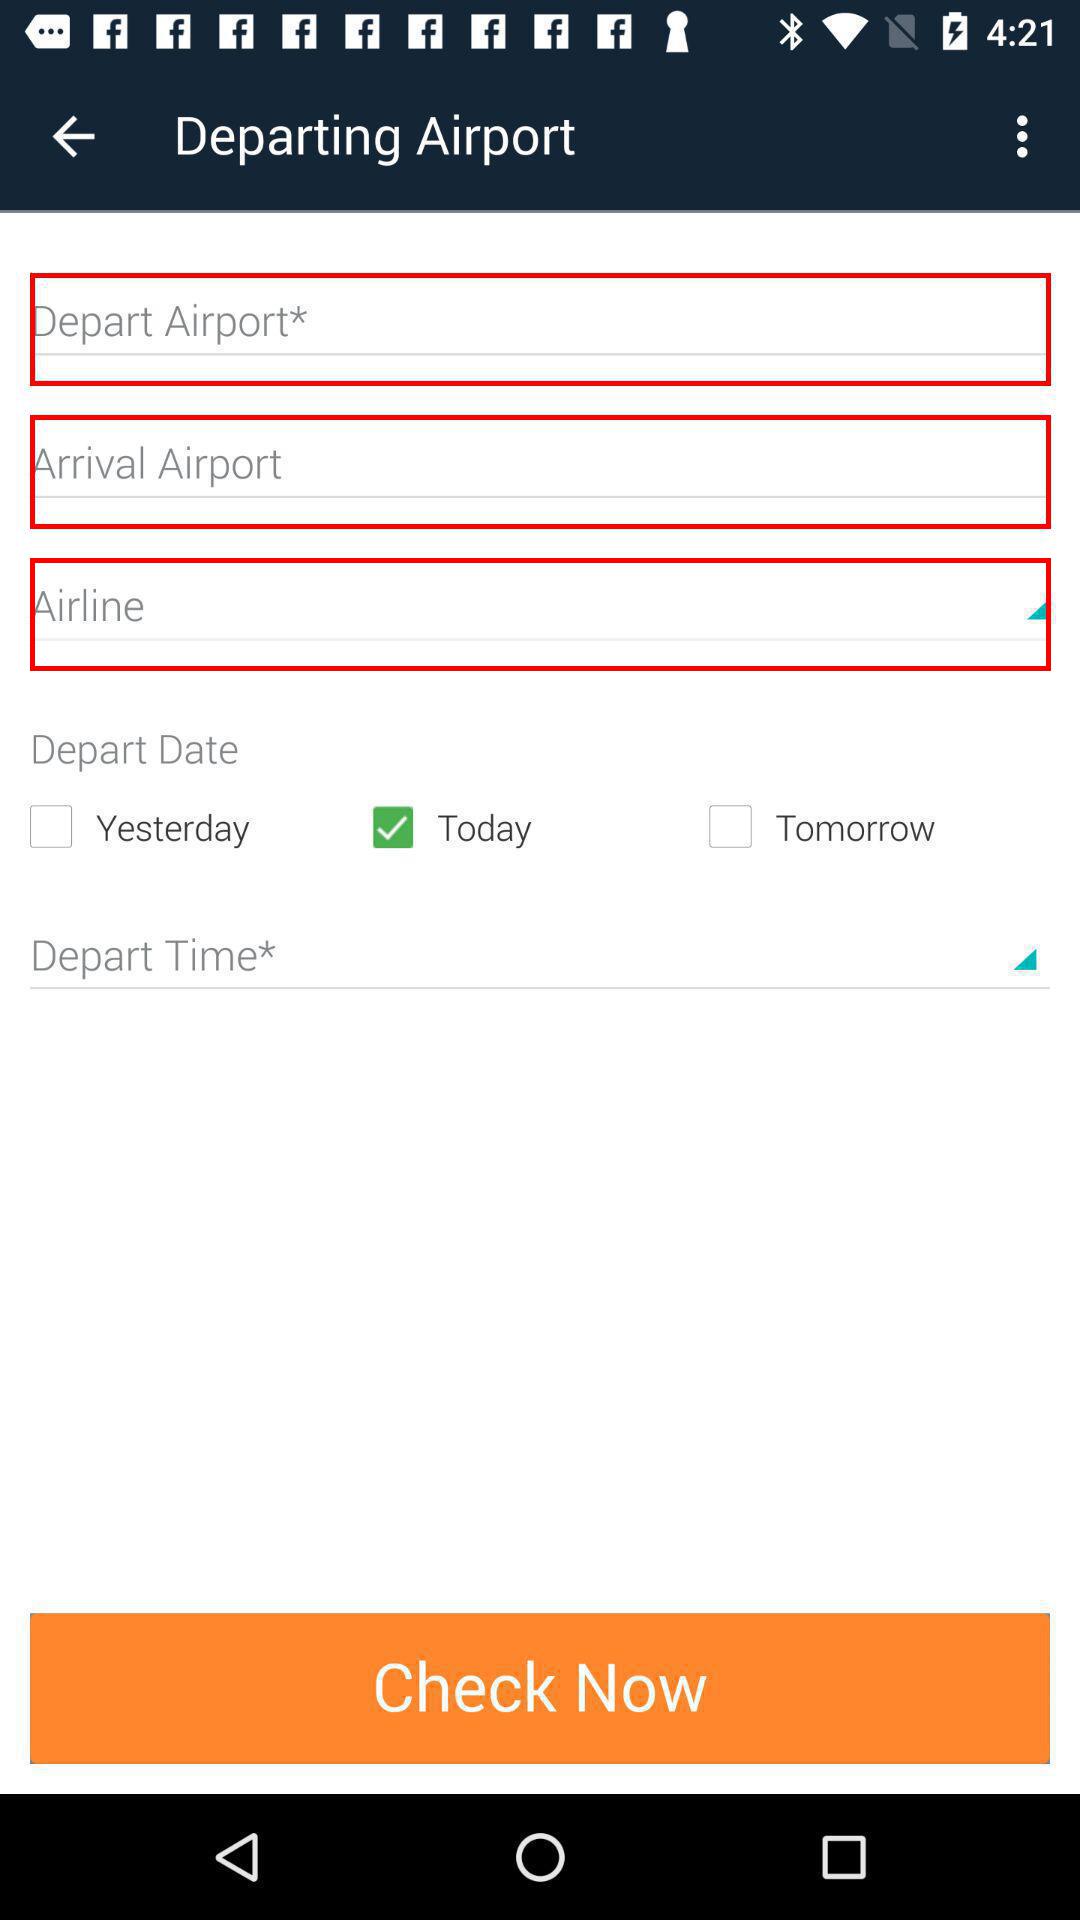 4:21
Departing Airport
Depart Airport*
Arrival Airport
Airline
Depart Date
Yesterday Today Tomorrow
Depart Time*
Check Now